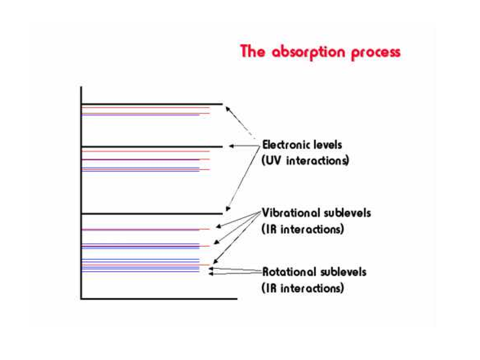 The absorption process
Electronic levels
(UV interactions)
Vibrational sublevels
(IR interactions)
Rotational sublevels
(IR interactions)